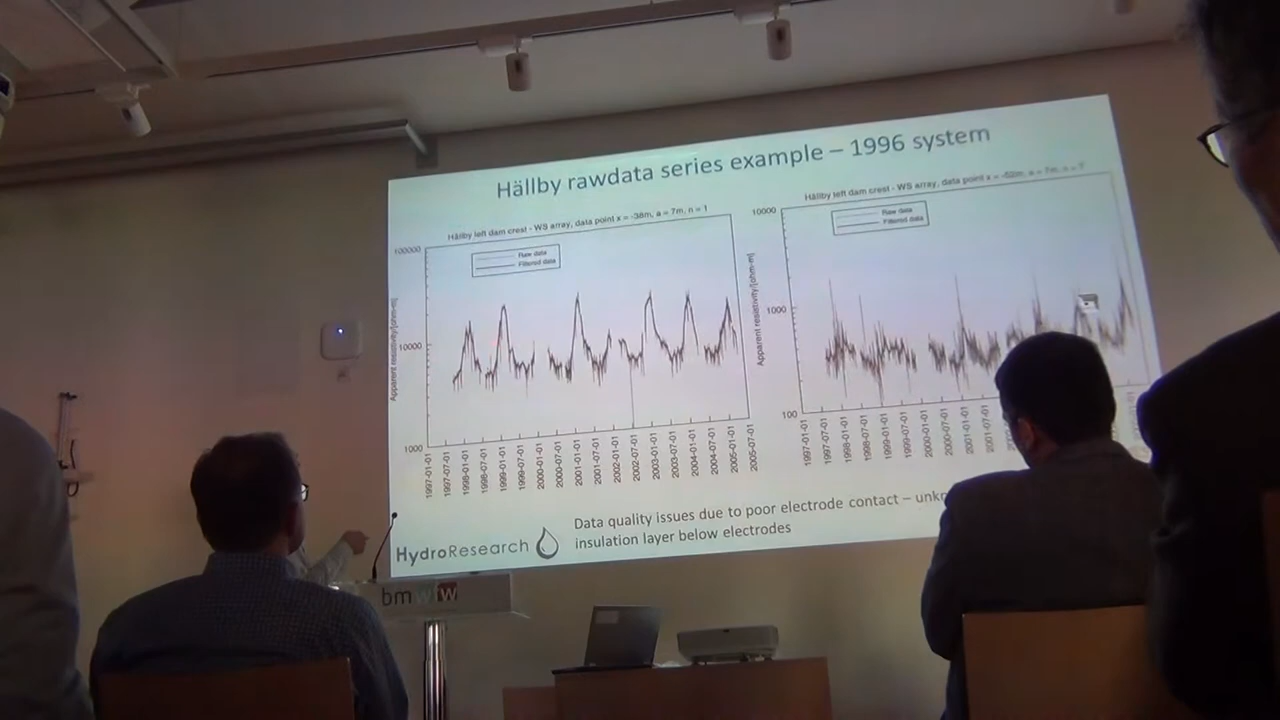 Hällby rawdata series example – 1996 system
Hällby left dam crest - WS array, data point x = -38m, a = 7m, n = 1
Raw data
Filtered data
Apparent resistivity[ohm-m]
100000
10000
1000
1997-01-01
1997-07-01
1998-01-01
1998-07-01
1999-01-01
1999-07-01
2000-01-01
2000-07-01
2001-01-01
2001-07-01
2002-01-01
2002-07-01
2003-01-01
2003-07-01
2004-01-01
2004-07-01
2005-01-01
2005-07-01
Hällby left dam crest - WS array, data point x = a = 7m, n =
Raw data
Filtered data
Apparent resistivity[ohm-m]
10000
1000
100
1997-01-01
1997-07-01
1998-01-01
1998-07-01
1999-01-01
1999-07-01
2000-01-01
2000-07-01
2001-01-01
2001-07-01
Data quality issues due to poor electrode contact –
insulation layer below electrodes
HydroResearch
bmwfw